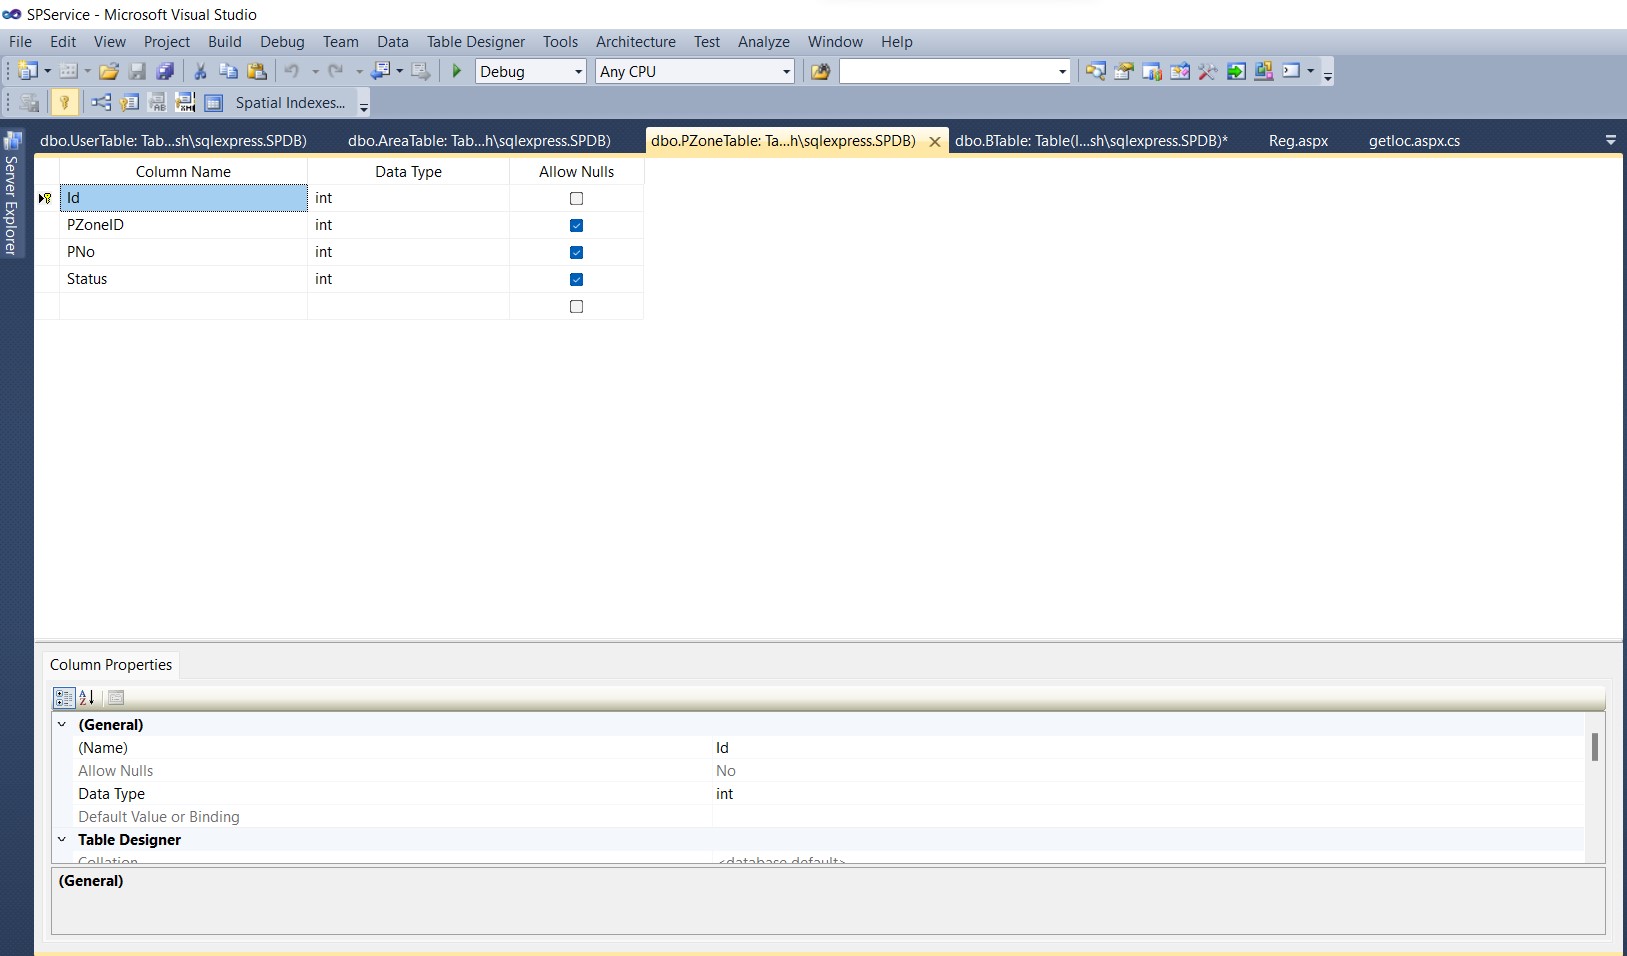 SPService - Microsoft Visual Studio
File Edit View Project Build Debug Team Data Table Designer Tools Architecture Test Analyze Window Help
Debug Any CPU
Spatial Indexes...
Server Explorer
dbo.UserTable: Tab...sh\sqlexpress.SPDB) dbo.AreaTable: Tab...h\sqlexpress.SPDB) dbo.PZoneTable: Ta...h\sqlexpress.SPDB) dbo.BTable: Table(I...sh\sqlexpress.SPDB)* Reg.aspx getloc.aspx.cs
Column Name Data Type Allow Nulls
Id int
PZoneID int
PNo int
Status int
Column Properties
(General)
(Name) Id
Allow Nulls No
Data Type int
Default Value or Binding
Table Designer
Collation <database default>
(General)